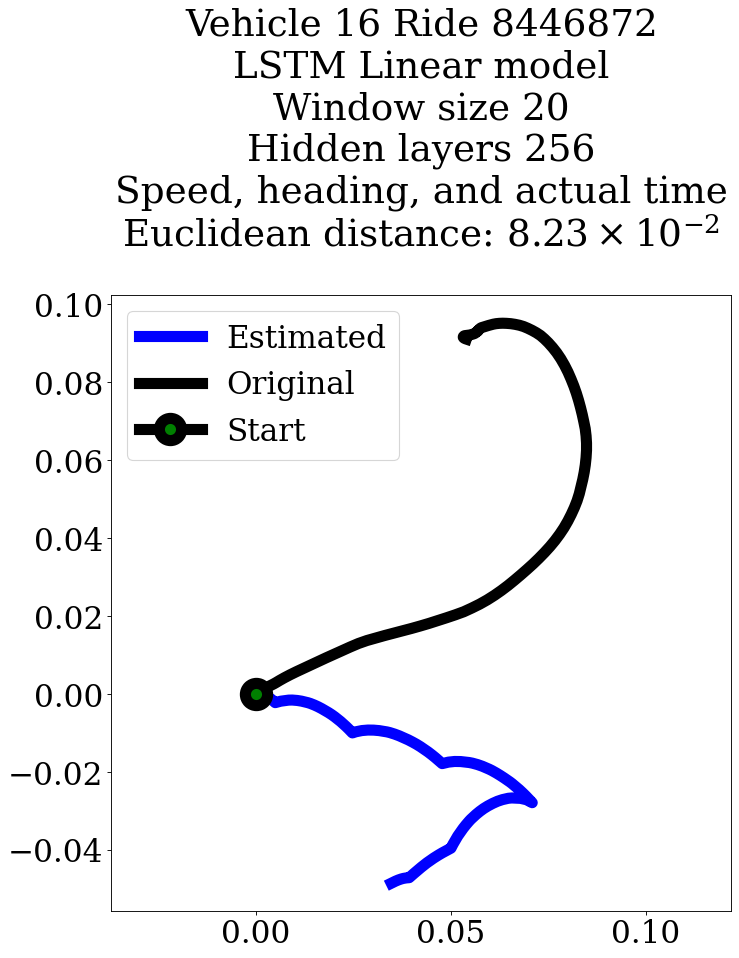 Vehicle 16 Ride 8446872
LSTM Linear model
Window size 20
Hidden layers 256
Speed, heading, and actual time
Euclidean distance: 8.23 × 10⁻²
Estimated
Original
Start
0.10
0.08
0.06
0.04
0.02
0.00
−0.02
−0.04
0.00 0.05 0.10